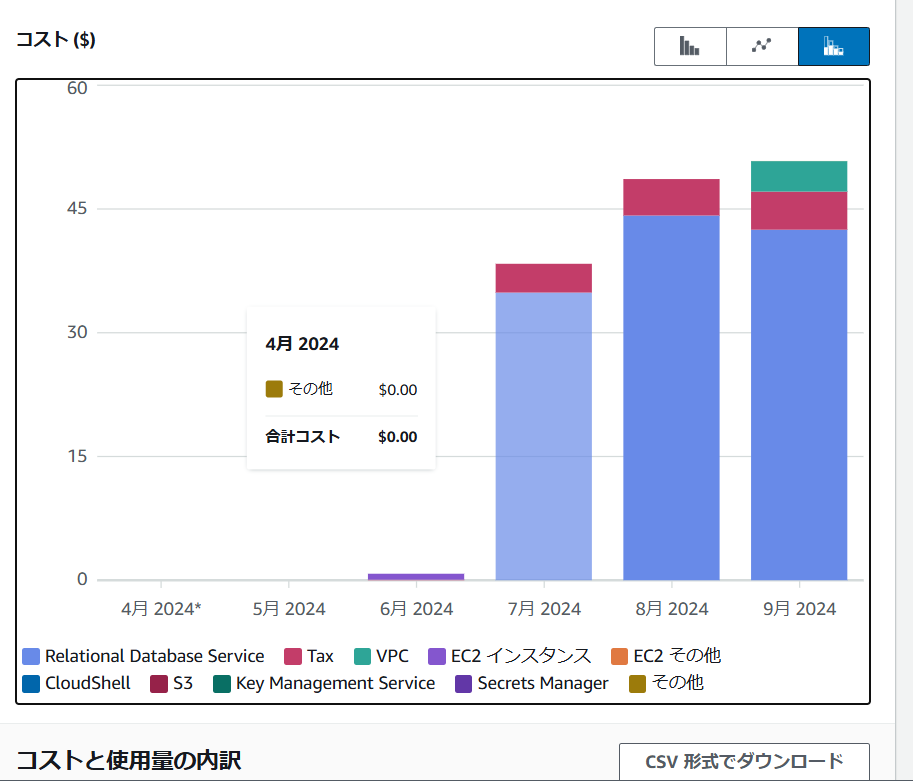 コスト ($)
60
45
30
15
0
4月 2024
その他 $0.00
合計コスト $0.00
4月 2024* 5月 2024 6月 2024 7月 2024 8月 2024 9月 2024
Relational Database Service Tax VPC EC2 インスタンス EC2 その他
CloudShell S3 Key Management Service Secrets Manager その他
コストと使用量の内訳 CSV 形式でダウンロード